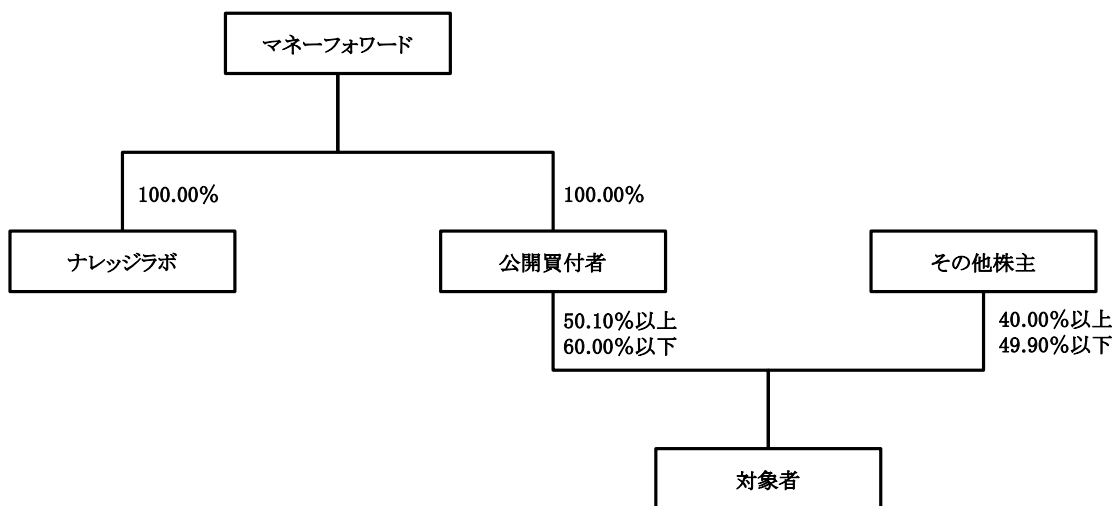 マネーフォワード
100.00%
100.00%
ナレッジラボ
公開買付者
その他株主
50.10%以上
60.00%以下
40.00%以上
49.90%以下
対象者